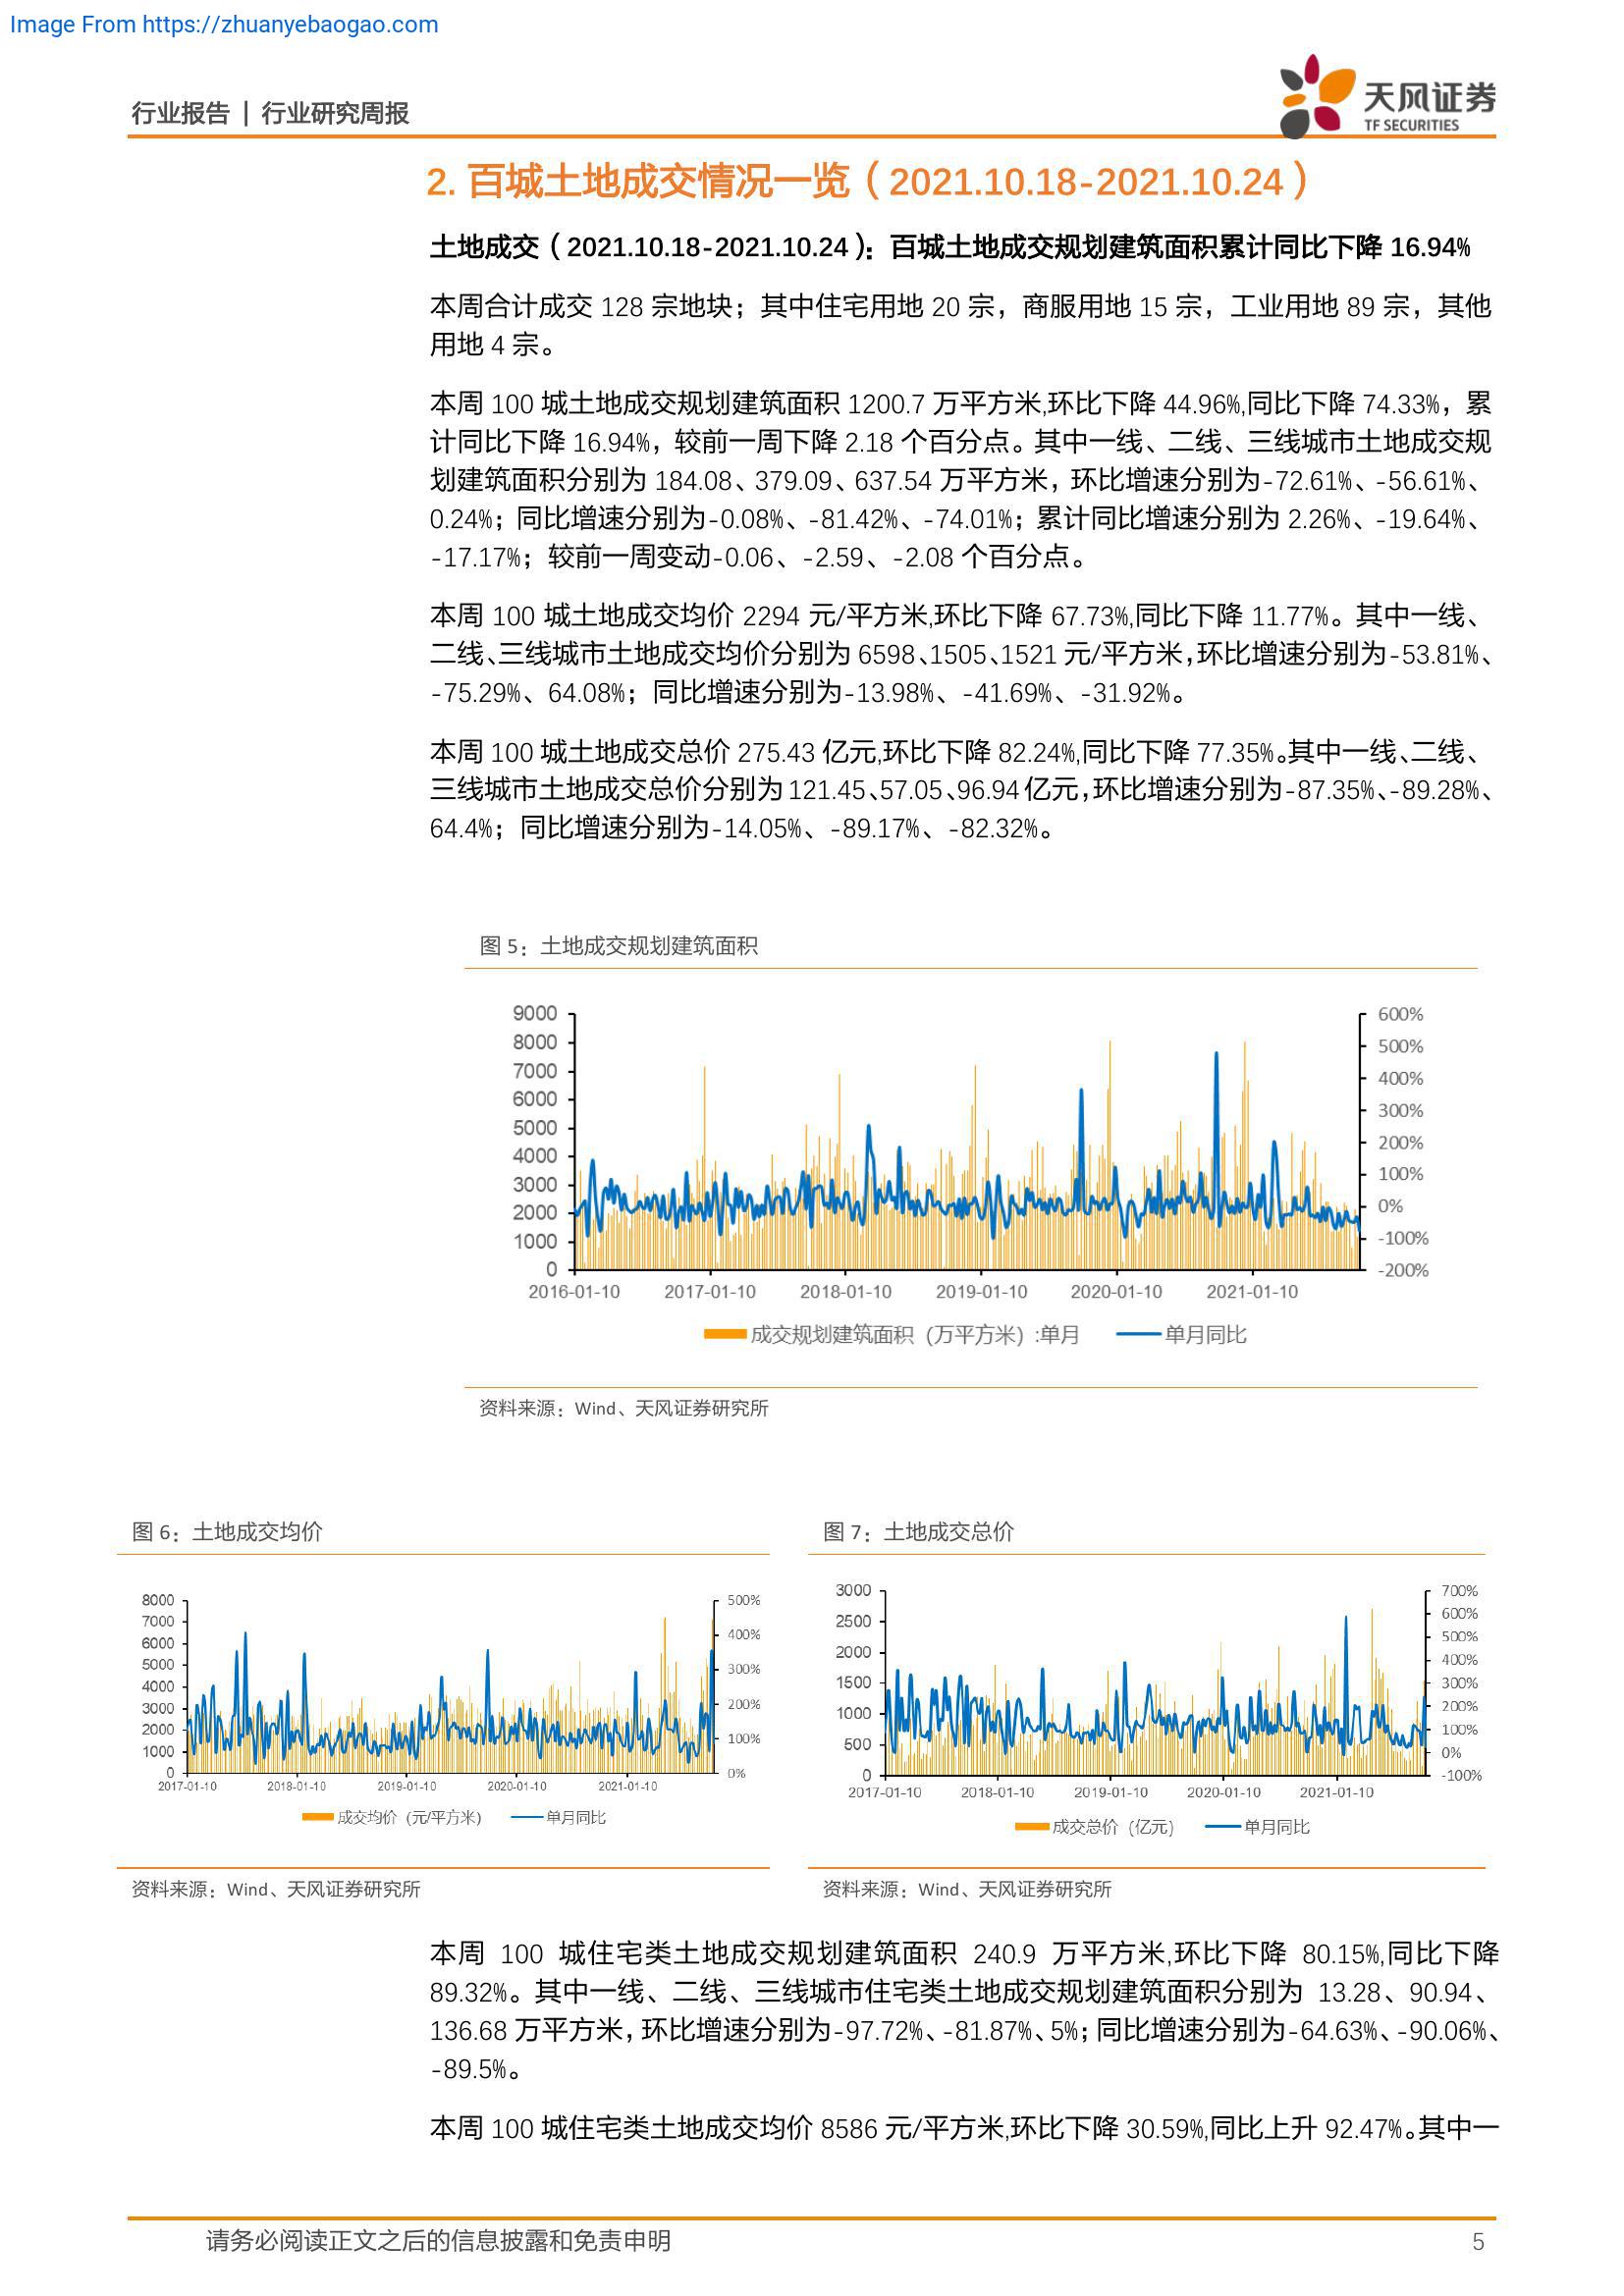 Image From https://zhuanyebaogao.com
行业报告 | 行业研究周报
天风证券
TF SECURITIES
2. 百城土地成交情况一览（2021.10.18-2021.10.24）
土地成交（2021.10.18-2021.10.24）：百城土地成交规划建筑面积累计同比下降 16.94%
本周合计成交 128 宗地块；其中住宅用地 20 宗，商服用地 15 宗，工业用地 89 宗，其他
用地 4 宗。
本周 100 城土地成交规划建筑面积 1200.7 万平方米,环比下降 44.96%,同比下降 74.33%，累
计同比下降 16.94%，较前一周下降 2.18 个百分点。其中一线、二线、三线城市土地成交规
划建筑面积分别为 184.08、379.09、637.54 万平方米，环比增速分别为-72.61%、-56.61%、
0.24%；同比增速分别为-0.08%、-81.42%、-74.01%；累计同比增速分别为 2.26%、-19.64%、
-17.17%；较前一周变动-0.06、-2.59、-2.08 个百分点。
本周 100 城土地成交均价 2294 元/平方米,环比下降 67.73%,同比下降 11.77%。其中一线、
二线、三线城市土地成交均价分别为 6598、1505、1521 元/平方米，环比增速分别为-53.81%、
-75.29%、64.08%；同比增速分别为-13.98%、-41.69%、-31.92%。
本周 100 城土地成交总价 275.43 亿元,环比下降 82.24%,同比下降 77.35%。其中一线、二线、
三线城市土地成交总价分别为 121.45、57.05、96.94 亿元，环比增速分别为-87.35%、-89.28%、
64.4%；同比增速分别为-14.05%、-89.17%、-82.32%。
图 5：土地成交规划建筑面积
9000 600%
8000 500%
7000 400%
6000 300%
5000 200%
4000 100%
3000 0%
2000 -100%
1000 -200%
0
2016-01-10 2017-01-10 2018-01-10 2019-01-10 2020-01-10 2021-01-10
成交规划建筑面积（万平方米）:单月 单月同比
资料来源：Wind、天风证券研究所
图 6：土地成交均价
8000 500%
7000 400%
6000 300%
5000 200%
4000 100%
3000 0%
2000
1000
0
2017-01-10 2018-01-10 2019-01-10 2020-01-10 2021-01-10
成交均价（元/平方米） 单月同比
资料来源：Wind、天风证券研究所
图 7：土地成交总价
3000 700%
2500 600%
2000 500%
1500 400%
1000 300%
500 200%
0 100%
0%
-100%
2017-01-10 2018-01-10 2019-01-10 2020-01-10 2021-01-10
成交总价（亿元） 单月同比
资料来源：Wind、天风证券研究所
本周 100 城住宅类土地成交规划建筑面积 240.9 万平方米,环比下降 80.15%,同比下降
89.32%。其中一线、二线、三线城市住宅类土地成交规划建筑面积分别为 13.28、90.94、
136.68 万平方米，环比增速分别为-97.72%、-81.87%、5%；同比增速分别为-64.63%、-90.06%、
-89.5%。
本周 100 城住宅类土地成交均价 8586 元/平方米,环比下降 30.59%,同比上升 92.47%。其中一
请务必阅读正文之后的信息披露和免责申明
5